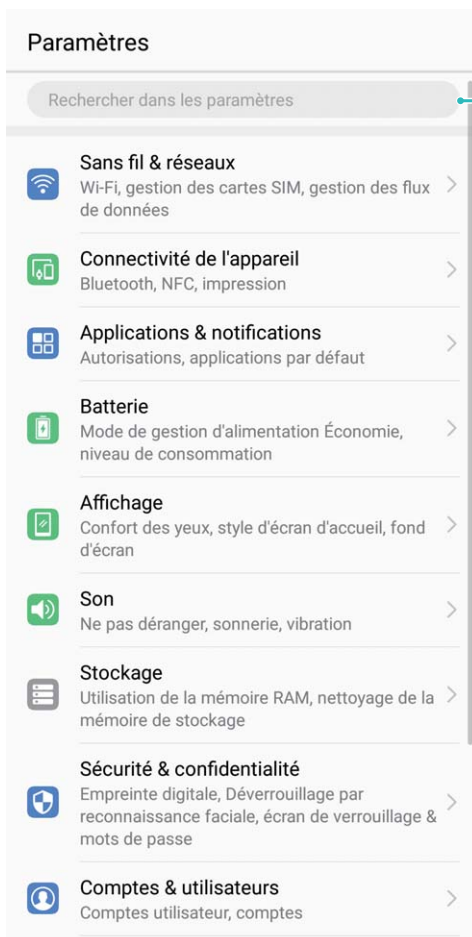 Paramètres
Rechercher dans les paramètres
Sans fil & réseaux
Wi-Fi, gestion des cartes SIM, gestion des flux
de données
Connectivité de l'appareil
Bluetooth, NFC, impression
Applications & notifications
Autorisations, applications par défaut
Batterie
Mode de gestion d'alimentation Économie,
niveau de consommation
Affichage
Confort des yeux, style d'écran d'accueil, fond
d'écran
Son
Ne pas déranger, sonnerie, vibration
Stockage
Utilisation de la mémoire RAM, nettoyage de la
mémoire de stockage
Sécurité & confidentialité
Empreinte digitale, Déverrouillage par
reconnaissance faciale, écran de verrouillage &
mots de passe
Comptes & utilisateurs
Comptes utilisateur, comptes